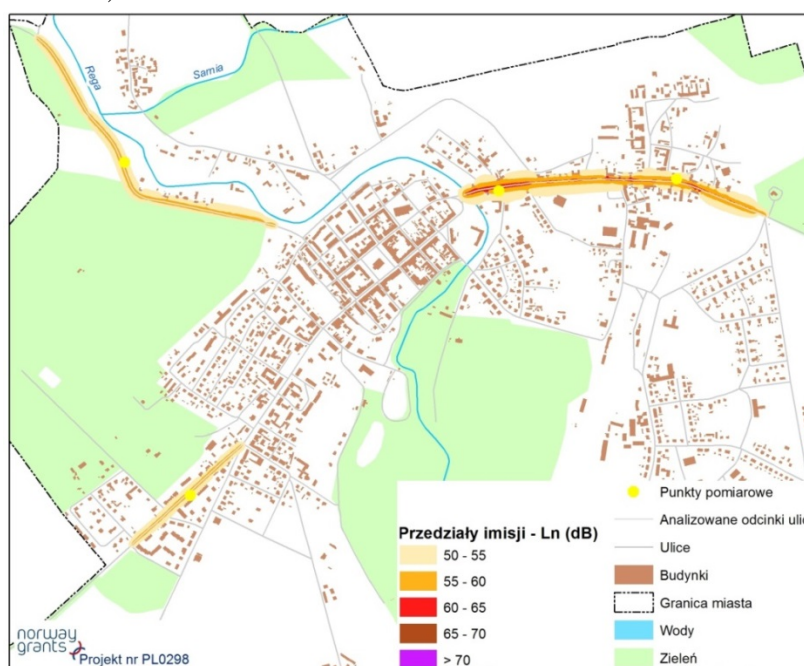 Rega
Samia
Przedziały imisji - Ln (dB)
50 - 55
55 - 60
60 - 65
65 - 70
> 70
Punkty pomiarowe
Analizowane odcinki ulic
Ulice
Budynki
Granica miasta
Wody
Zieleń
norway
grants
Projekt nr PL0298